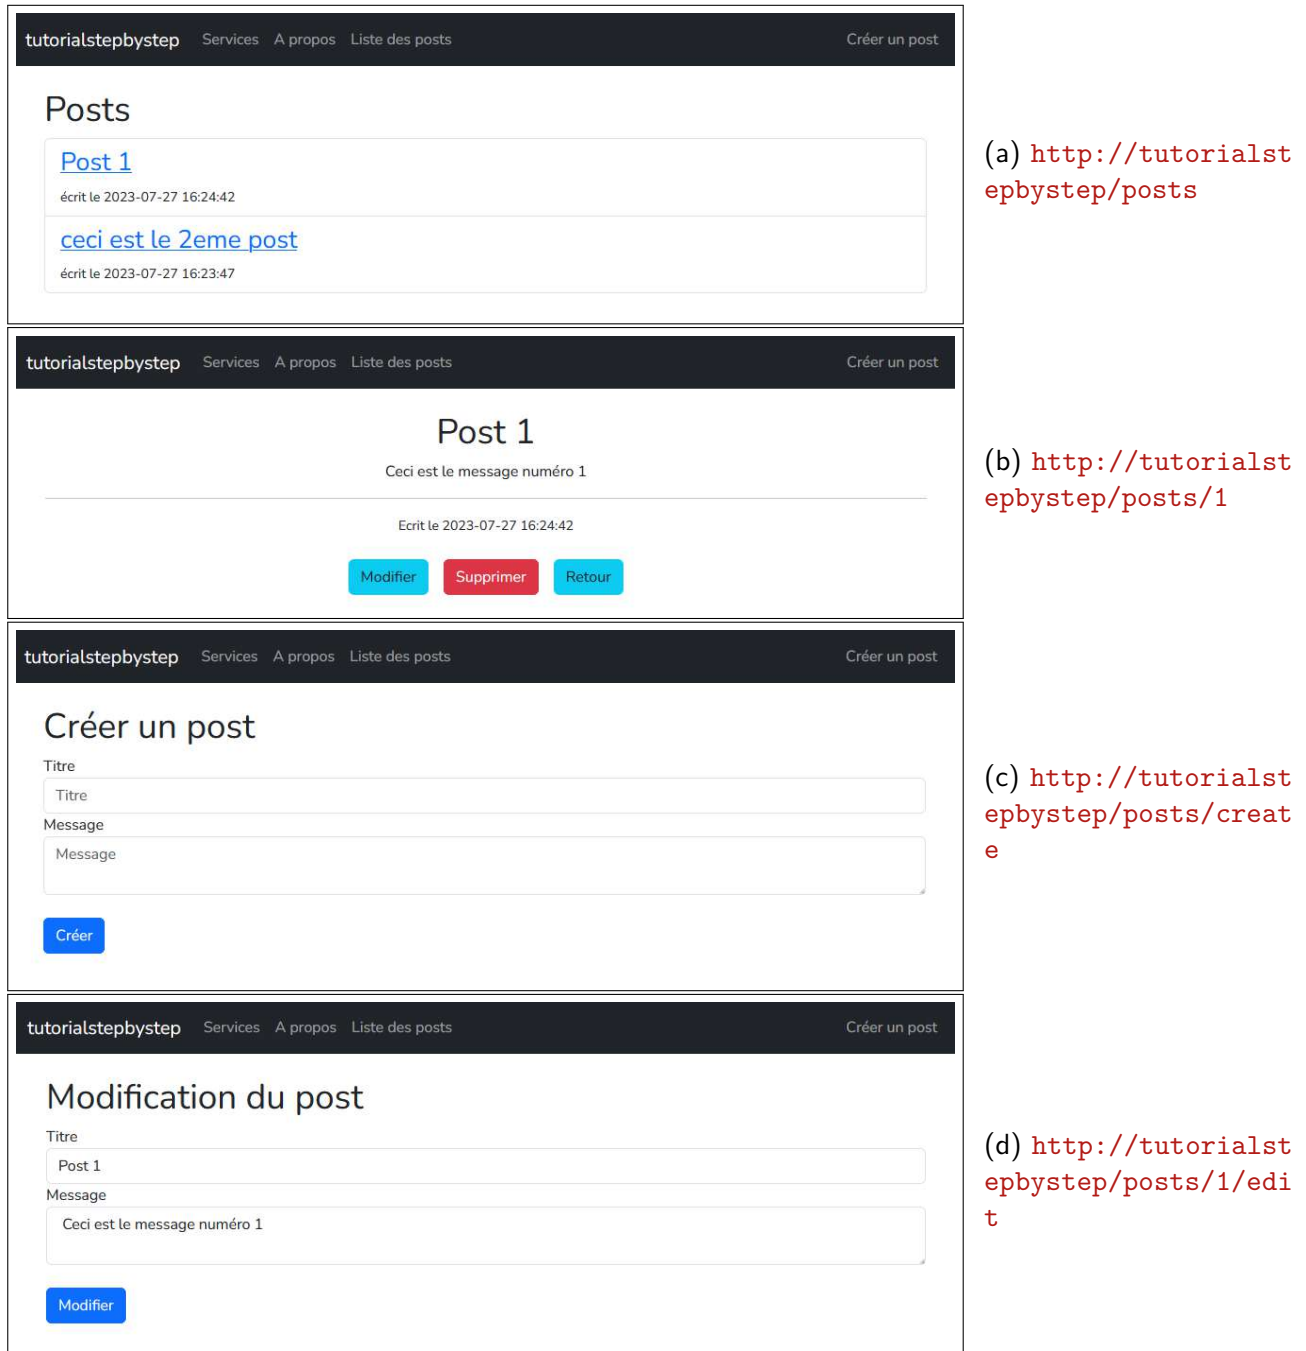 tutorialstepbystep Services A propos Liste des posts Créer un post
Posts
Post 1
écrit le 2023-07-27 16:24:42
ceci est le 2eme post
écrit le 2023-07-27 16:23:47
(a) http://tutorialst
epbystep/posts
tutorialstepbystep Services A propos Liste des posts Créer un post
Post 1
Ceci est le message numéro 1
Ecrit le 2023-07-27 16:24:42
Modifier Supprimer Retour
(b) http://tutorialst
epbystep/posts/1
tutorialstepbystep Services A propos Liste des posts Créer un post
Créer un post
Titre
Titre
Message
Message
Créer
(c) http://tutorialst
epbystep/posts/creat
e
tutorialstepbystep Services A propos Liste des posts Créer un post
Modification du post
Titre
Post 1
Message
Ceci est le message numéro 1
Modifier
(d) http://tutorialst
epbystep/posts/1/edi
t